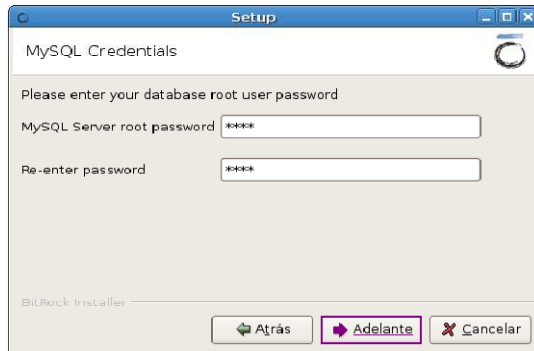 Setup
MySQL Credentials
Please enter your database root user password
MySQL Server root password ****
Re-enter password ****
BitRock Installer
Atrás Adelante Cancelar